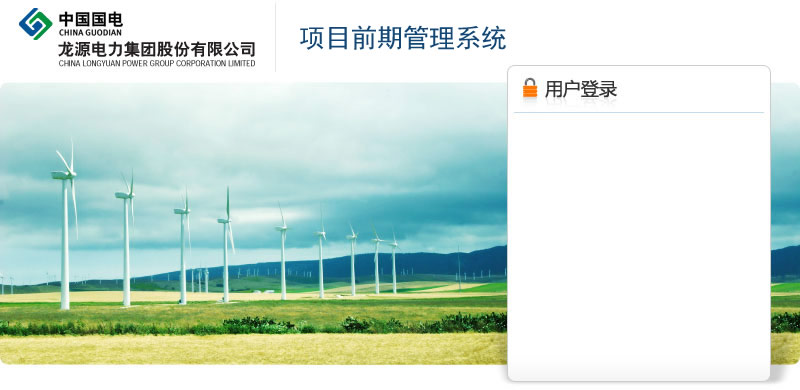 中国国电
CHINA GUODIAN
龙源电力集团股份有限公司
CHINA LONGYUAN POWER GROUP CORPORATION LIMITED
项目前期管理系统
用户登录